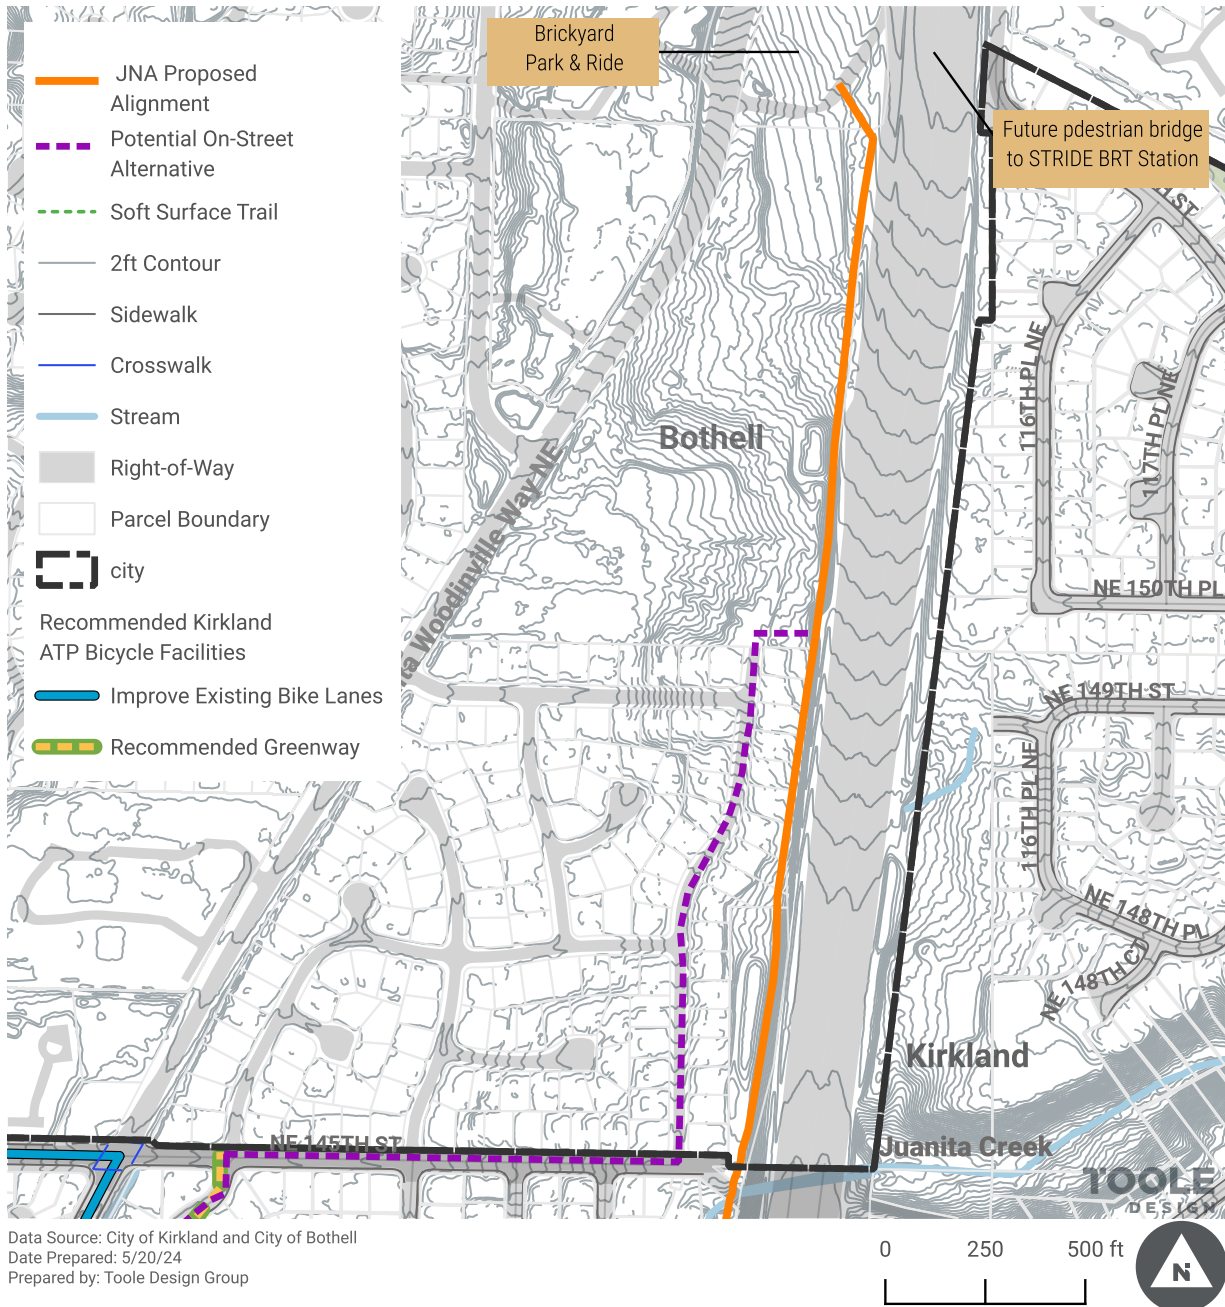 Brickyard
Park & Ride
Future pdestrian bridge
to STRIDE BRT Station
JNA Proposed
Alignment
Potential On-Street
Alternative
Soft Surface Trail
2ft Contour
Sidewalk
Crosswalk
Stream
Right-of-Way
Parcel Boundary
city
Recommended Kirkland
ATP Bicycle Facilities
Improve Existing Bike Lanes
Recommended Greenway
ST
116TH PL NE
117TH PL NE
Bothell
ta Woodinville Way NE
NE 150TH PL
NE 149TH ST
116TH PL NE
NE 148TH PL
NE 148TH CT
Kirkland
NE 145TH ST
Juanita Creek
TOOLE
DESIGN
Data Source: City of Kirkland and City of Bothell
Date Prepared: 5/20/24
Prepared by: Toole Design Group
0 250 500 ft
N